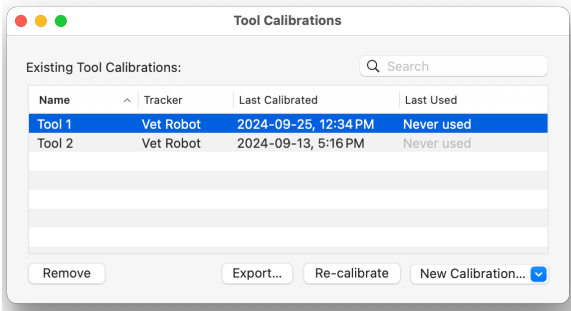 Tool Calibrations
Existing Tool Calibrations:
Search
Name Tracker Last Calibrated Last Used
Tool 1 Vet Robot 2024-09-25, 12:34 PM Never used
Tool 2 Vet Robot 2024-09-13, 5:16 PM Never used
Remove Export... Re-calibrate New Calibration...